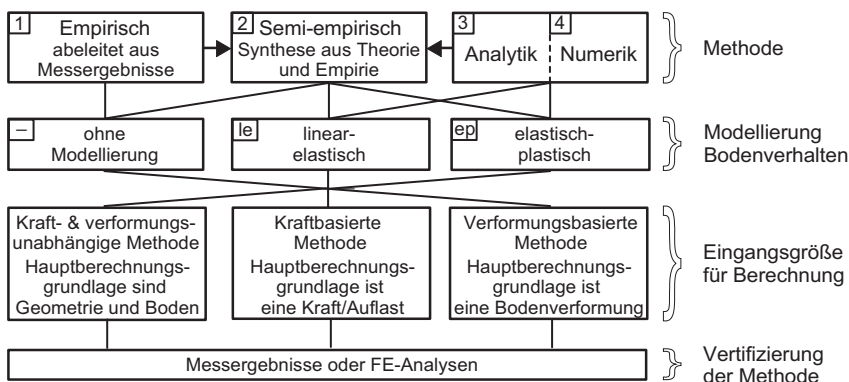 1
Empirisch
abeleitet aus
Messergebnisse
2
Semi-empirisch
Synthese aus Theorie
und Empirie
3
Analytik
4
Numerik
Methode
–
ohne
Modellierung
le
linear-
elastisch
ep
elastisch-
plastisch
Modellierung
Bodenverhalten
Kraft- & verformungs-
unabhängige Methode
Hauptberechnungs-
grundlage sind
Geometrie und Boden
Kraftbasierte
Methode
Hauptberechnungs-
grundlage ist
eine Kraft/Auflast
Verformungsbasierte
Methode
Hauptberechnungs-
grundlage ist
eine Bodenverformung
Eingangsgröße
für Berechnung
Messergebnisse oder FE-Analysen
Vertifizierung
der Methode